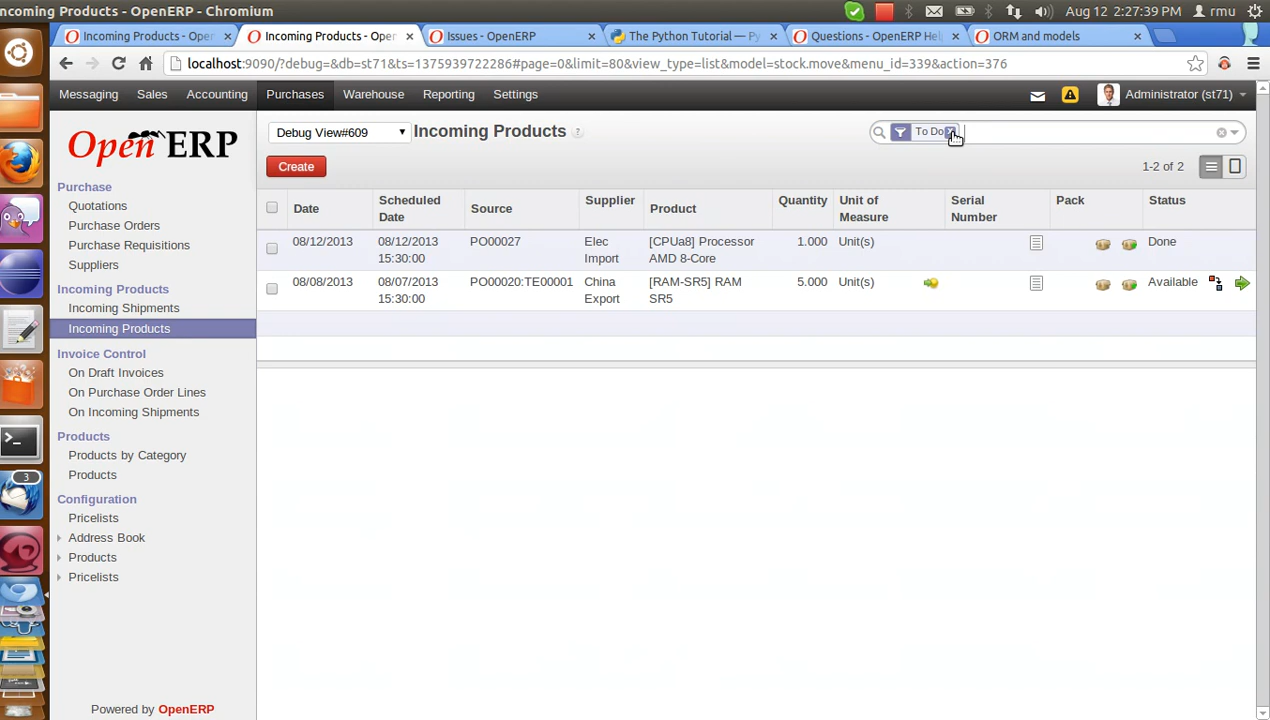 ncoming Products - OpenERP - Chromium
Aug 12 2:27:39 PM rmu
Incoming Products - Open
Incoming Products - Open
Issues - OpenERP
The Python Tutorial — Py
Questions - OpenERP Hel
ORM and models
localhost:9090/?debug=&db=st71&ts=1375939722286#page=0&limit=80&view_type=list&model=stock.move&menu_id=339&action=376
Messaging Sales Accounting Purchases Warehouse Reporting Settings Administrator (st71)
Open ERP
Debug View#609 Incoming Products ?
To Do
Create
1-2 of 2
Purchase
Quotations
Purchase Orders
Purchase Requisitions
Suppliers
Incoming Products
Incoming Shipments
Incoming Products
Invoice Control
On Draft Invoices
On Purchase Order Lines
On Incoming Shipments
Products
Products by Category
Products
Configuration
Pricelists
Address Book
Products
Pricelists
Powered by OpenERP
3
Date
Scheduled
Date
Source
Supplier
Product
Quantity
Unit of
Measure
Serial
Number
Pack
Status
08/12/2013
08/12/2013
15:30:00
PO00027
Elec
Import
[CPUa8] Processor
AMD 8-Core
1.000
Unit(s)
Done
08/08/2013
08/07/2013
15:30:00
PO00020:TE00001
China
Export
[RAM-SR5] RAM
SR5
5.000
Unit(s)
Available